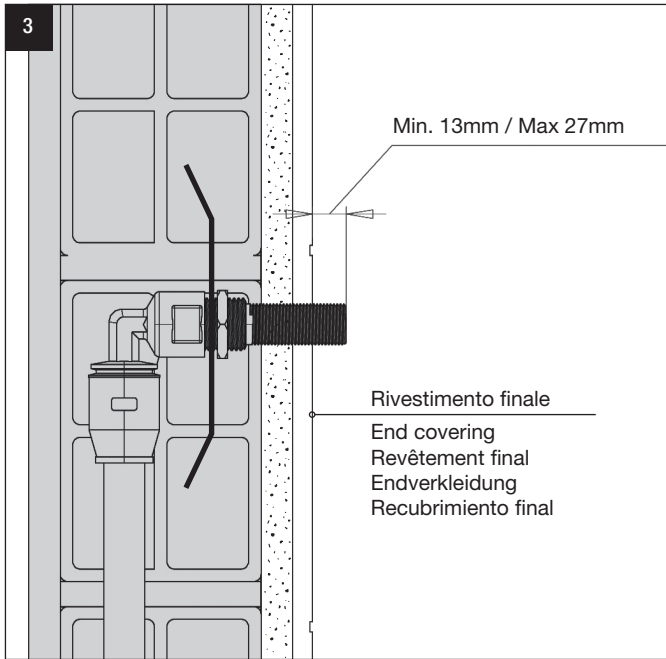 3
Min. 13mm / Max 27mm
Rivestimento finale
End covering
Revêtement final
Endverkleidung
Recubrimiento final